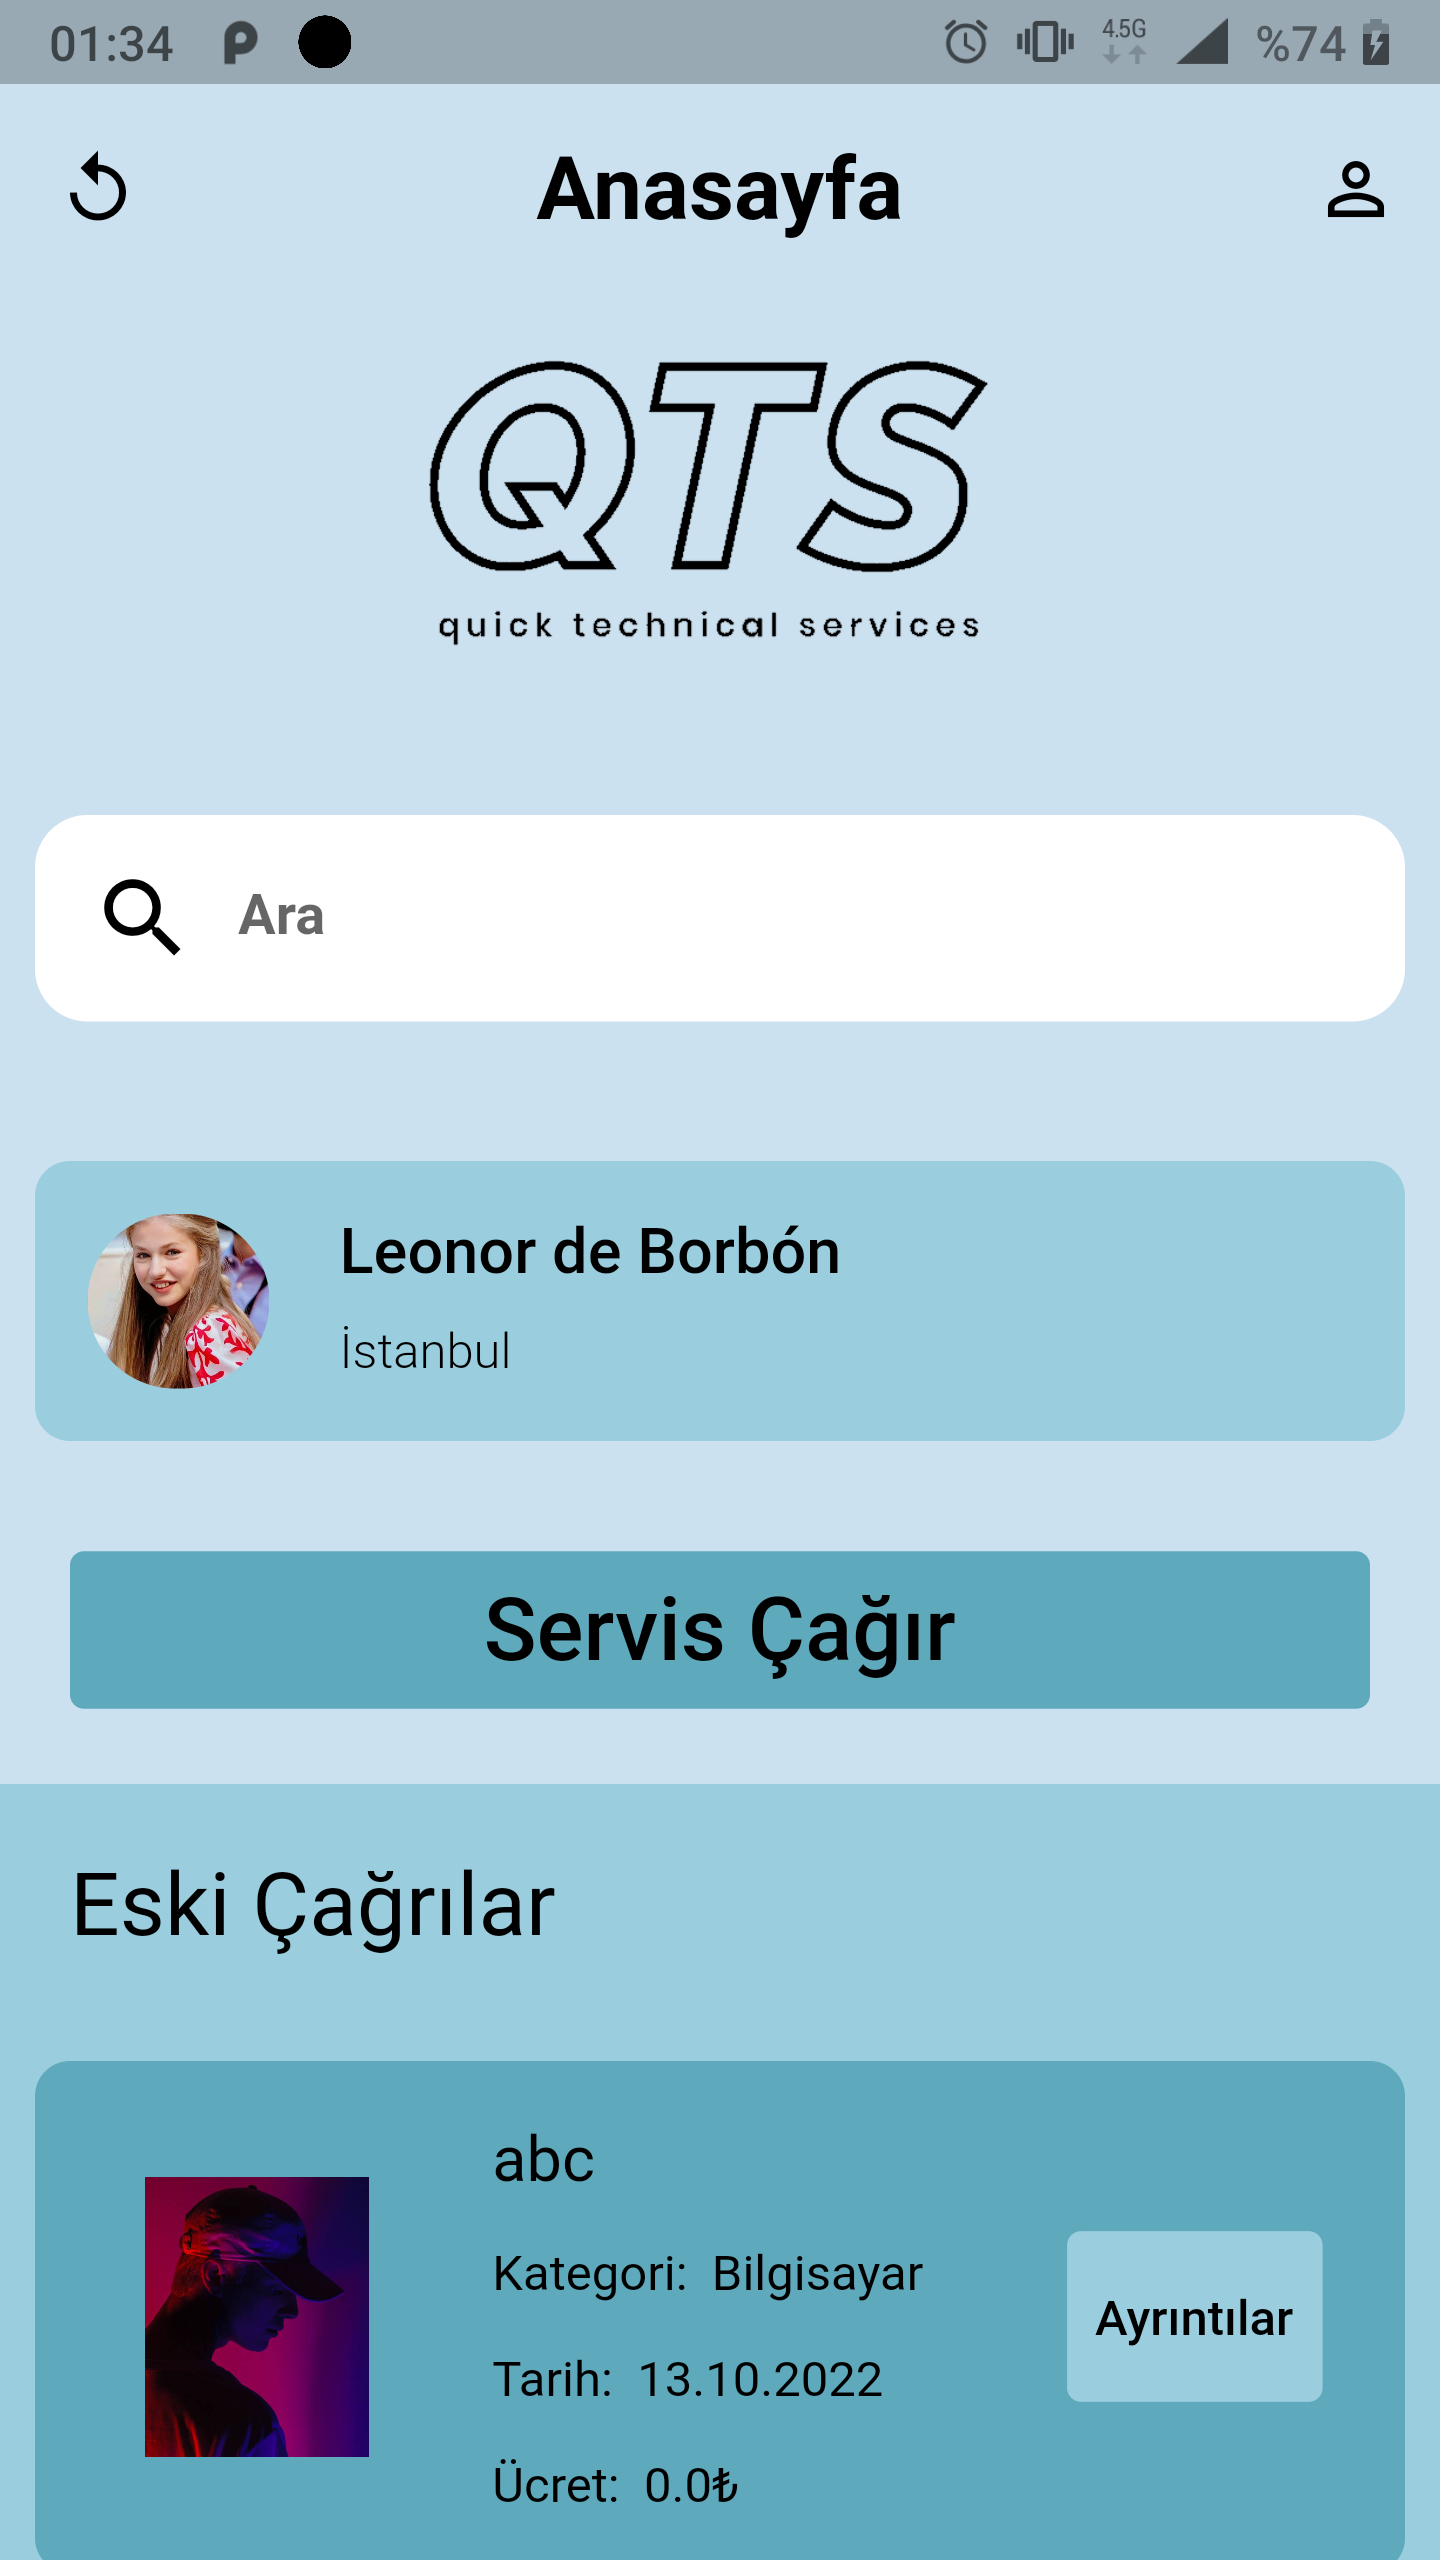 01:34 4.5G %74
Anasayfa
QTS
quick technical services
Ara
Leonor de Borbón
İstanbul
Servis Çağır
Eski Çağrılar
abc
Kategori: Bilgisayar
Ayrıntılar
Tarih: 13.10.2022
Ücret: 0.0₺